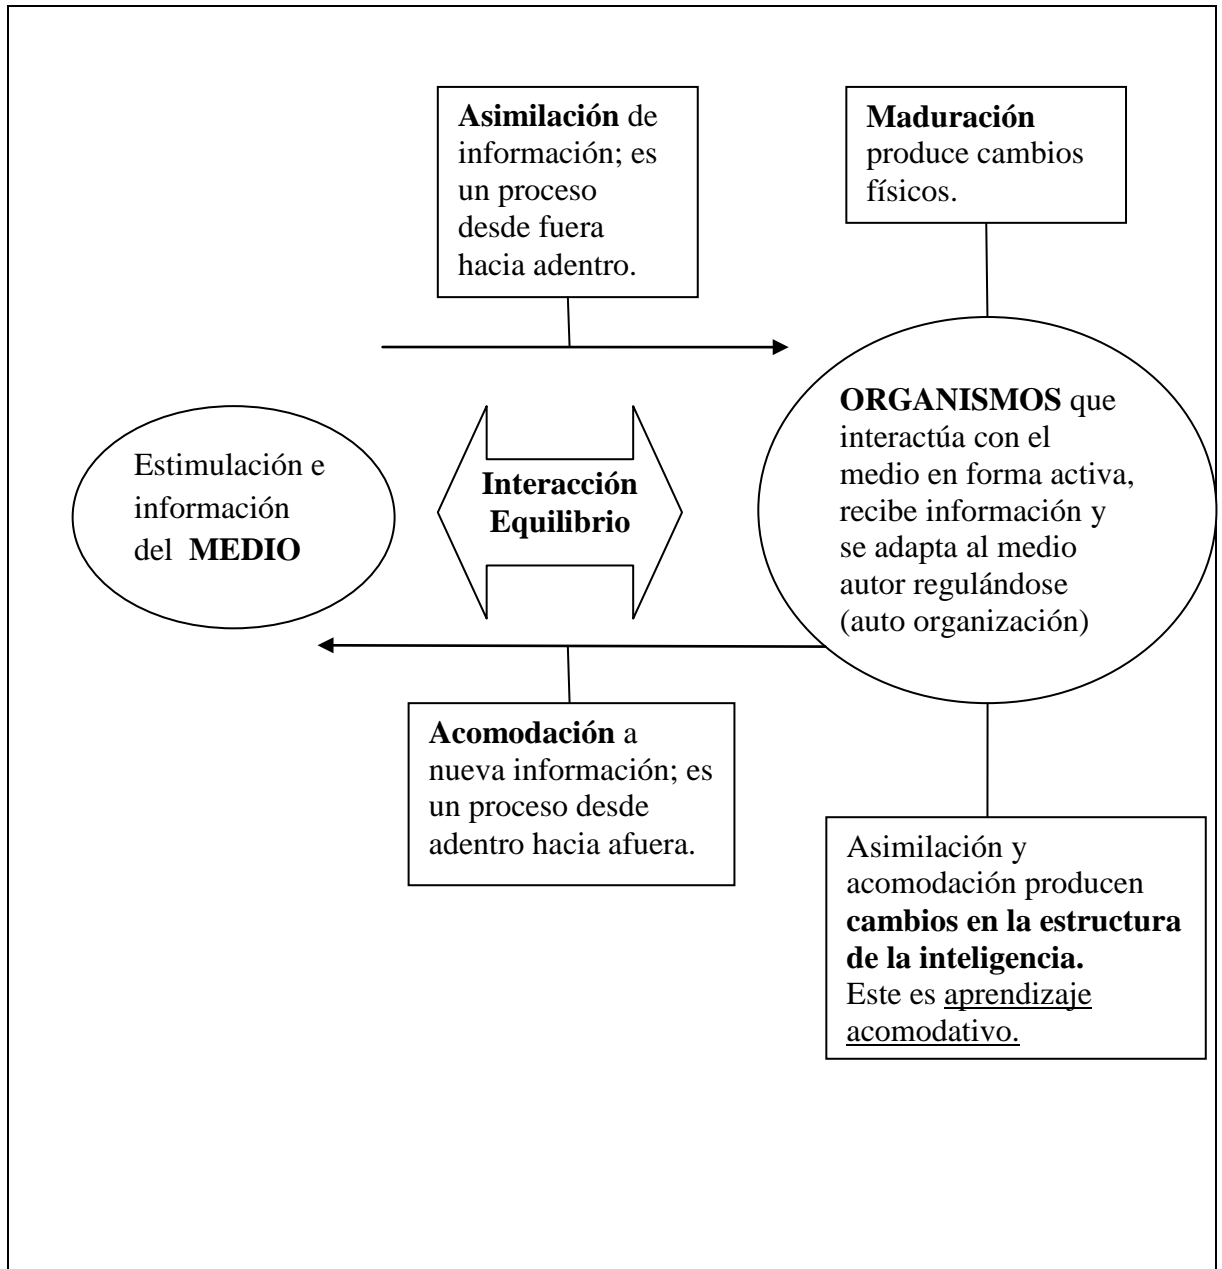 Asimilación de
información; es
un proceso
desde fuera
hacia adentro.
Maduración
produce cambios
físicos.
Estimulación e
información
del MEDIO
Interacción
Equilibrio
ORGANISMOS que
interactúa con el
medio en forma activa,
recibe información y
se adapta al medio
autor regulándose
(auto organización)
Acomodación a
nueva información; es
un proceso desde
adentro hacia afuera.
Asimilación y
acomodación producen
cambios en la estructura
de la inteligencia.
Este es aprendizaje
acomodativo.